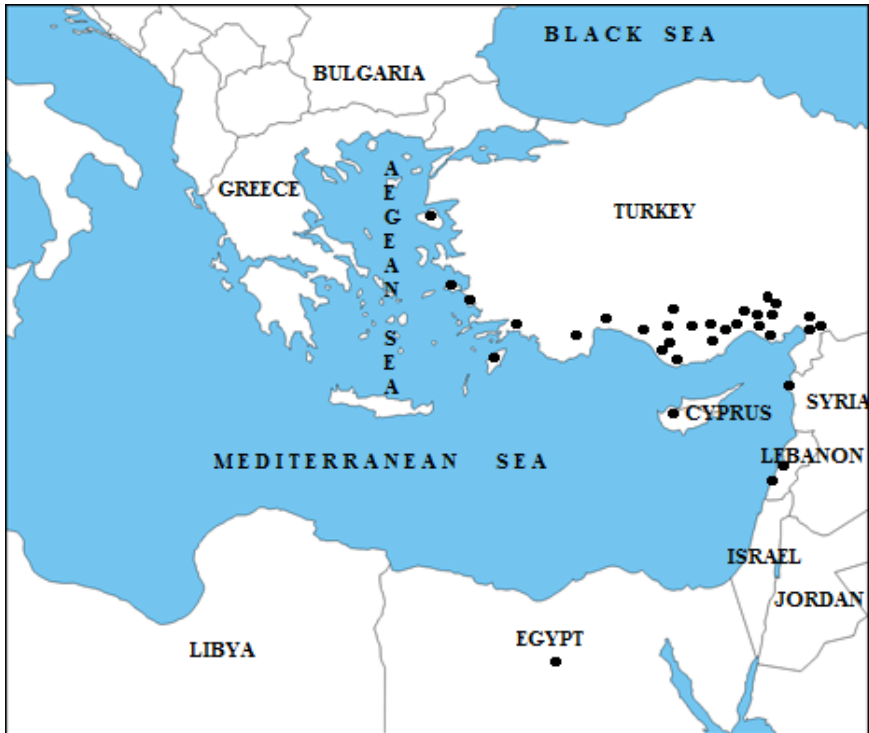 BLACK SEA
BULGARIA
GREECE
AEGEAN SEA
TURKEY
CYPRUS
SYRIA
MEDITERRANEAN SEA
LEBANON
ISRAEL
JORDAN
EGYPT
LIBYA